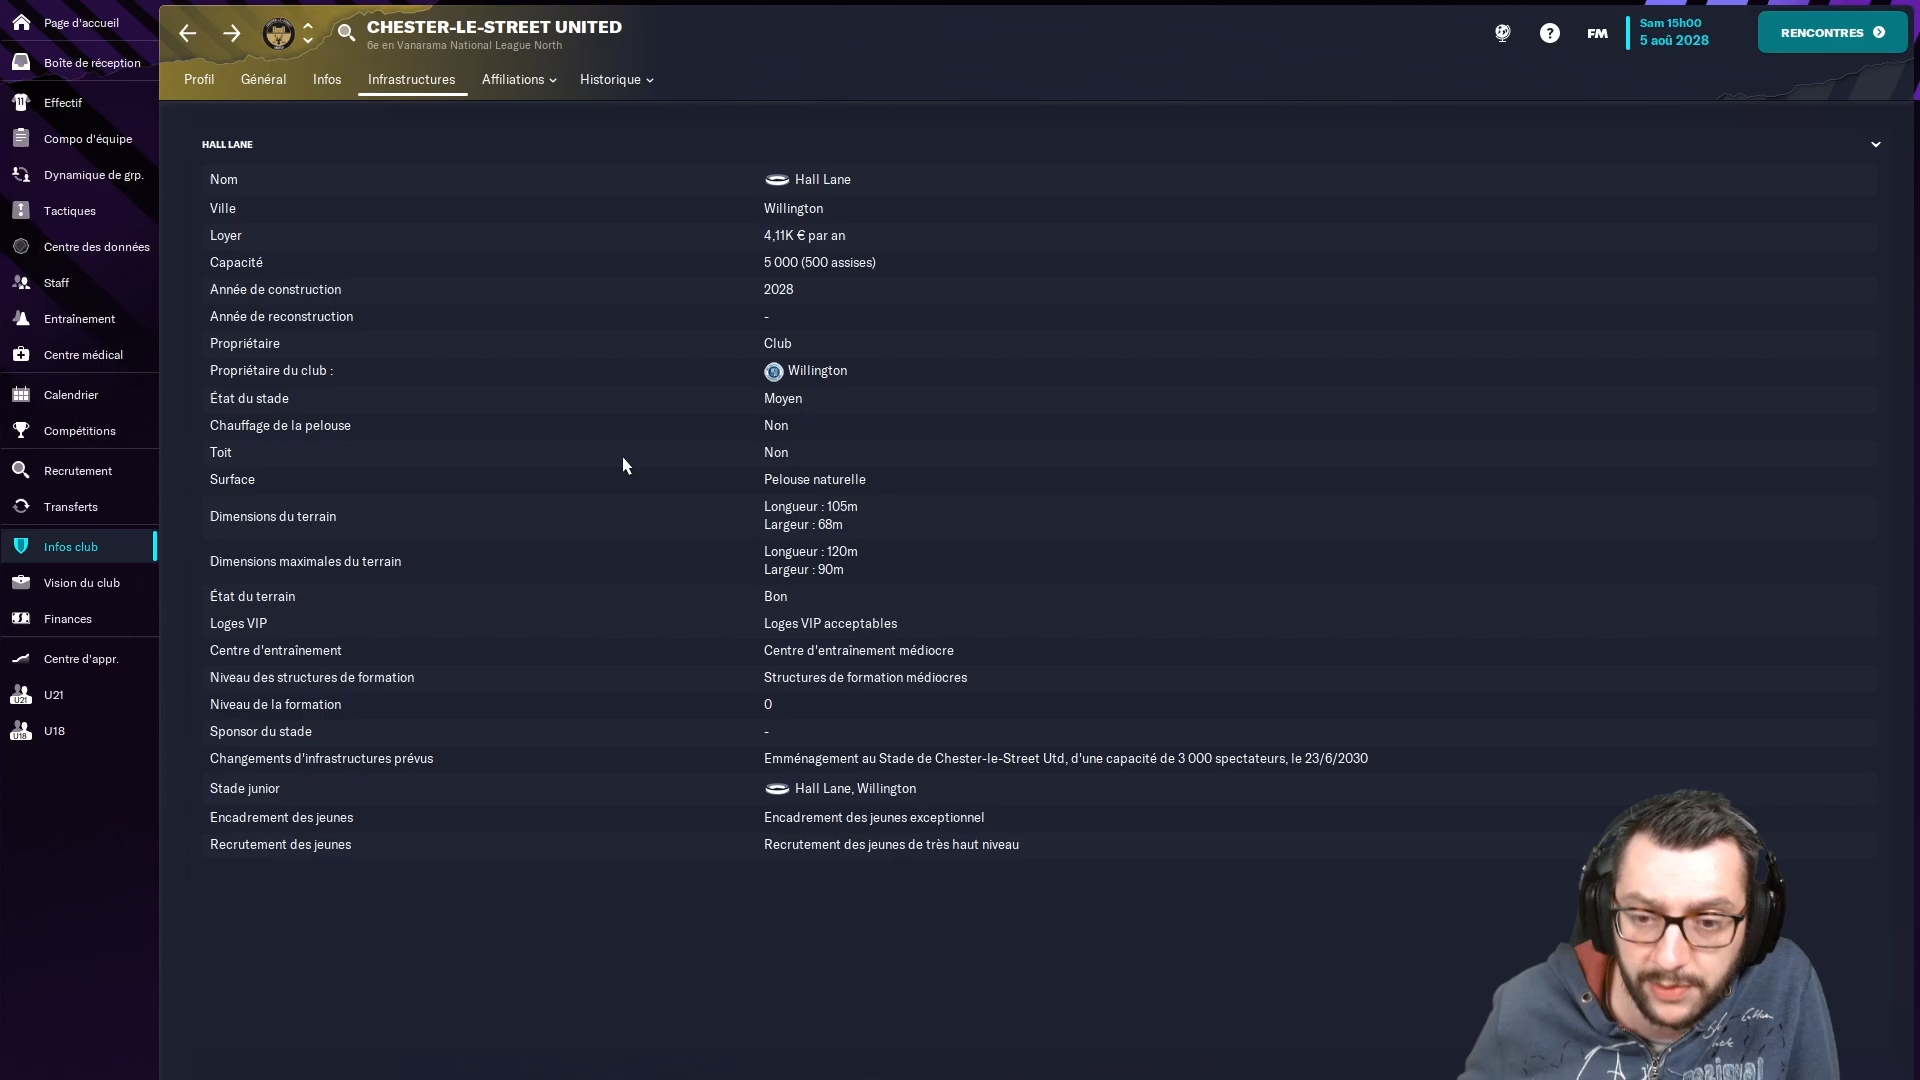 Page d'accueil
Boîte de réception
Effectif
Compo d'équipe
Dynamique de grp.
Tactiques
Centre des données
Staff
Entraînement
Centre médical
Calendrier
Compétitions
Recrutement
Transferts
Infos club
Vision du club
Finances
Centre d'appr.
U21
U21
U18
U18
CHESTER-LE-STREET UNITED
6e en Vanarama National League North
FM
Sam 15h00
5 aoû 2028
RENCONTRES
Profil Général Infos Infrastructures Affiliations Historique
HALL LANE
Nom Hall Lane
Ville Willington
Loyer 4,11K € par an
Capacité 5 000 (500 assises)
Année de construction 2028
Année de reconstruction -
Propriétaire Club
Propriétaire du club : Willington
État du stade Moyen
Chauffage de la pelouse Non
Toit Non
Surface Pelouse naturelle
Dimensions du terrain Longueur : 105m
Largeur : 68m
Dimensions maximales du terrain Longueur : 120m
Largeur : 90m
État du terrain Bon
Loges VIP Loges VIP acceptables
Centre d'entraînement Centre d'entraînement médiocre
Niveau des structures de formation Structures de formation médiocres
Niveau de la formation 0
Sponsor du stade -
Changements d'infrastructures prévus Emménagement au Stade de Chester-le-Street Utd, d'une capacité de 3 000 spectateurs, le 23/6/2030
Stade junior Hall Lane, Willington
Encadrement des jeunes Encadrement des jeunes exceptionnel
Recrutement des jeunes Recrutement des jeunes de très haut niveau